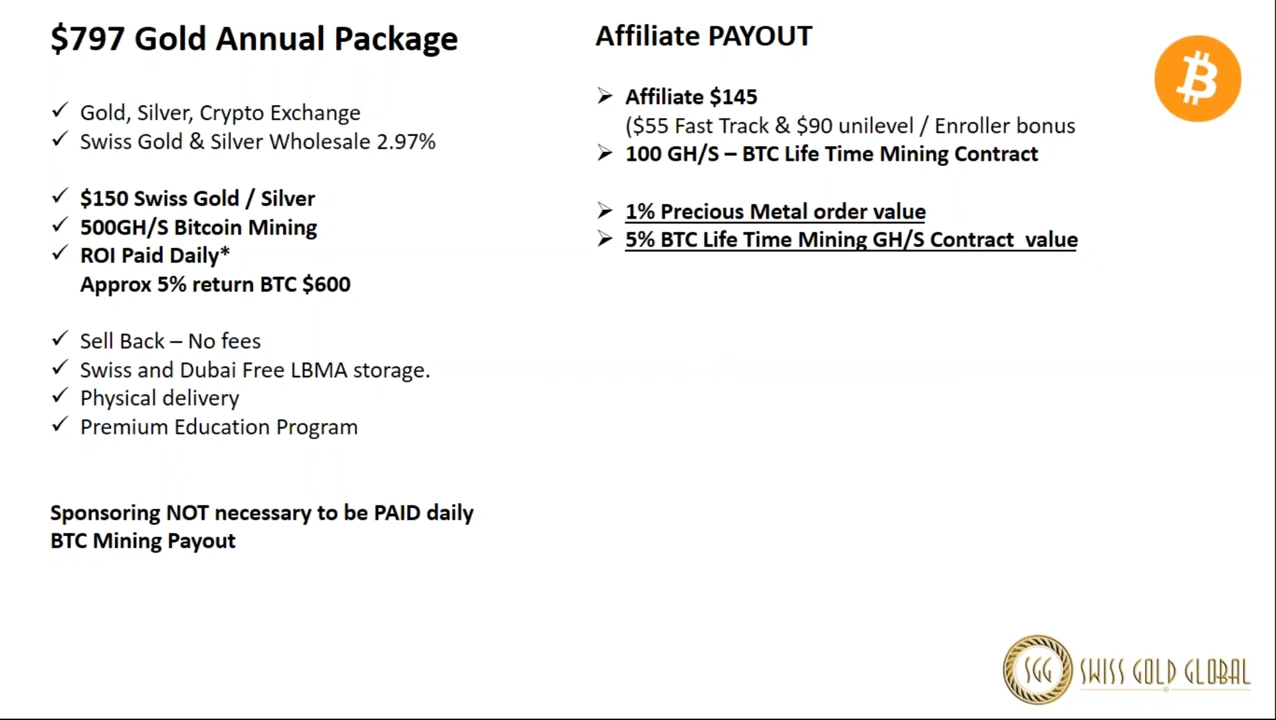 $797 Gold Annual Package
✓ Gold, Silver, Crypto Exchange
✓ Swiss Gold & Silver Wholesale 2.97%
✓ $150 Swiss Gold / Silver
✓ 500GH/S Bitcoin Mining
✓ ROI Paid Daily*
Approx 5% return BTC $600
✓ Sell Back – No fees
✓ Swiss and Dubai Free LBMA storage.
✓ Physical delivery
✓ Premium Education Program
Sponsoring NOT necessary to be PAID daily
BTC Mining Payout
Affiliate PAYOUT
➢ Affiliate $145
($55 Fast Track & $90 unilevel / Enroller bonus
➢ 100 GH/S – BTC Life Time Mining Contract
➢ 1% Precious Metal order value
➢ 5% BTC Life Time Mining GH/S Contract  value
SGG SWISS GOLD GLOBAL